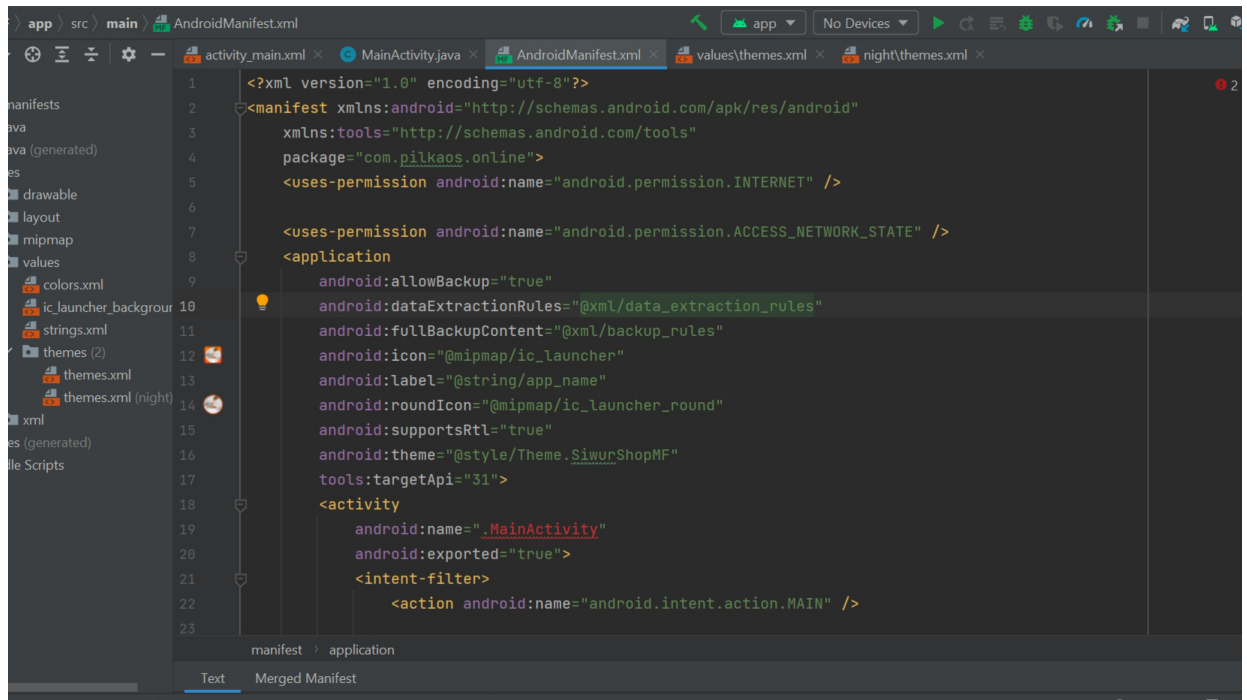 app > src > main > AndroidManifest.xml
app No Devices
activity_main.xml MainActivity.java AndroidManifest.xml values\themes.xml night\themes.xml
drawable
layout
mipmap
values
colors.xml
strings.xml
themes (2)
themes.xml
themes.xml (night)
xml
(generated)
(generated)
Scripts
2
1 <?xml version="1.0" encoding="utf-8"?>
2 <manifest xmlns:android="http://schemas.android.com/apk/res/android"
3 xmlns:tools="http://schemas.android.com/tools"
4 package="com.pilkaos.online">
5 <uses-permission android:name="android.permission.INTERNET" />
6
7 <uses-permission android:name="android.permission.ACCESS_NETWORK_STATE" />
8 <application
9 android:allowBackup="true"
10 android:dataExtractionRules="@xml/data_extraction_rules"
11 android:fullBackupContent="@xml/backup_rules"
12 android:icon="@mipmap/ic_launcher"
13 android:label="@string/app_name"
14 android:roundIcon="@mipmap/ic_launcher_round"
15 android:supportsRtl="true"
16 android:theme="@style/Theme.SiwurShopMF"
17 tools:targetApi="31">
18 <activity
19 android:name=".MainActivity"
20 android:exported="true">
21 <intent-filter>
22 <action android:name="android.intent.action.MAIN" />
23
manifest > application
Text Merged Manifest